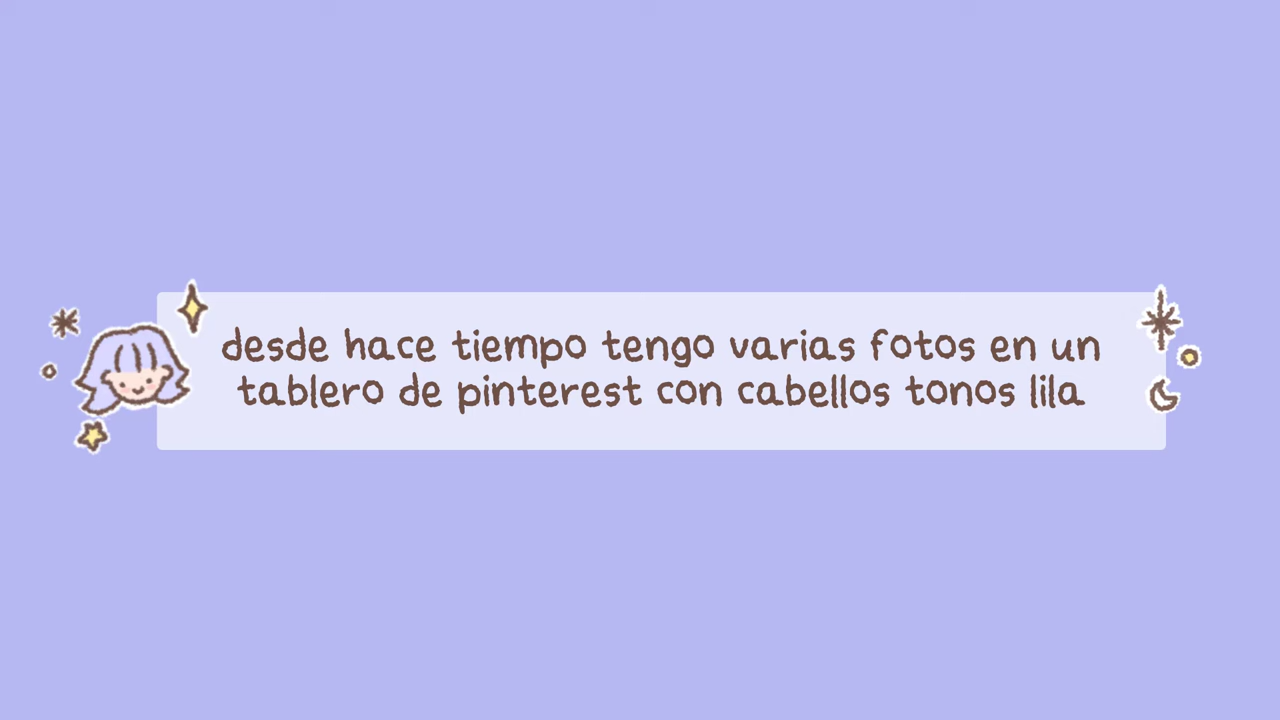 desde hace tiempo tengo varias fotos en un
tablero de pinterest con cabellos tonos lila